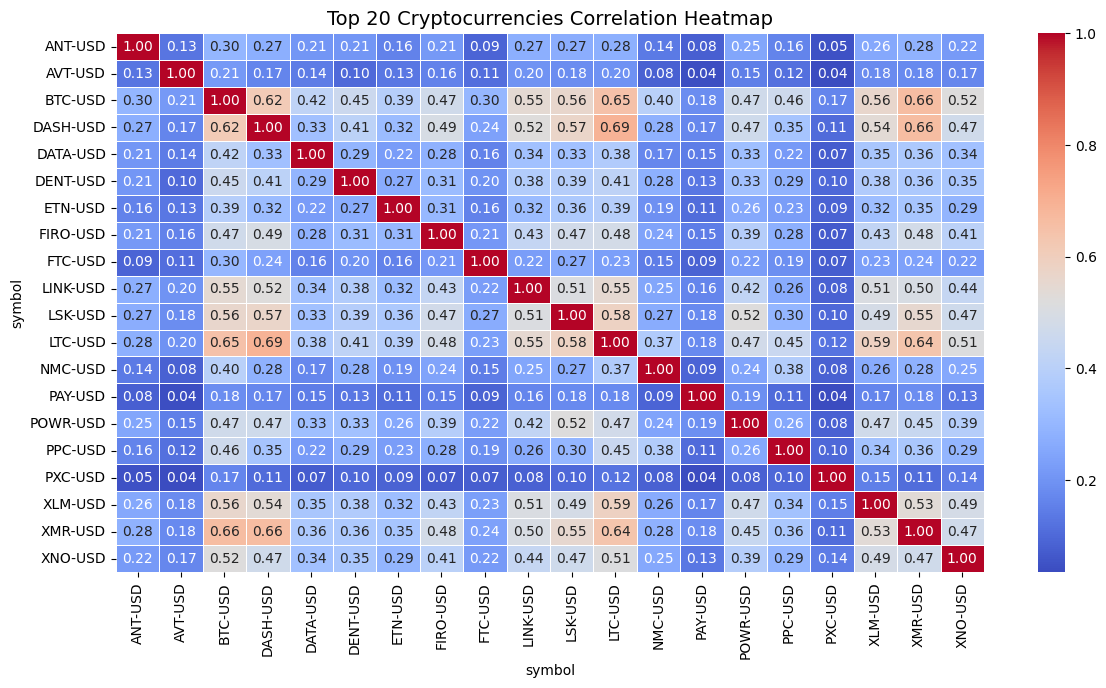 Top 20 Cryptocurrencies Correlation Heatmap
symbol
ANT-USD 1.00 0.13 0.30 0.27 0.21 0.21 0.16 0.21 0.09 0.27 0.27 0.28 0.14 0.08 0.25 0.16 0.05 0.26 0.28 0.22
AVT-USD 0.13 1.00 0.21 0.17 0.14 0.10 0.13 0.16 0.11 0.20 0.18 0.20 0.08 0.04 0.15 0.12 0.04 0.18 0.18 0.17
BTC-USD 0.30 0.21 1.00 0.62 0.42 0.45 0.39 0.47 0.30 0.55 0.56 0.65 0.40 0.18 0.47 0.46 0.17 0.56 0.66 0.52
DASH-USD 0.27 0.17 0.62 1.00 0.33 0.41 0.32 0.49 0.24 0.52 0.57 0.69 0.28 0.17 0.47 0.35 0.11 0.54 0.66 0.47
DATA-USD 0.21 0.14 0.42 0.33 1.00 0.29 0.22 0.28 0.16 0.34 0.33 0.38 0.17 0.15 0.33 0.22 0.07 0.35 0.36 0.34
DENT-USD 0.21 0.10 0.45 0.41 0.29 1.00 0.27 0.31 0.20 0.38 0.39 0.41 0.28 0.13 0.33 0.29 0.10 0.38 0.36 0.35
ETN-USD 0.16 0.13 0.39 0.32 0.22 0.27 1.00 0.31 0.16 0.32 0.36 0.39 0.19 0.11 0.26 0.23 0.09 0.32 0.35 0.29
FIRO-USD 0.21 0.16 0.47 0.49 0.28 0.31 0.31 1.00 0.21 0.43 0.47 0.48 0.24 0.15 0.39 0.28 0.07 0.43 0.48 0.41
FTC-USD 0.09 0.11 0.30 0.24 0.16 0.20 0.16 0.21 1.00 0.22 0.27 0.23 0.15 0.09 0.22 0.19 0.07 0.23 0.24 0.22
LINK-USD 0.27 0.20 0.55 0.52 0.34 0.38 0.32 0.43 0.22 1.00 0.51 0.55 0.25 0.16 0.42 0.26 0.08 0.51 0.50 0.44
LSK-USD 0.27 0.18 0.56 0.57 0.33 0.39 0.36 0.47 0.27 0.51 1.00 0.58 0.27 0.18 0.52 0.30 0.10 0.49 0.55 0.47
LTC-USD 0.28 0.20 0.65 0.69 0.38 0.41 0.39 0.48 0.23 0.55 0.58 1.00 0.37 0.18 0.47 0.45 0.12 0.59 0.64 0.51
NMC-USD 0.14 0.08 0.40 0.28 0.17 0.28 0.19 0.24 0.15 0.25 0.27 0.37 1.00 0.09 0.24 0.38 0.08 0.26 0.28 0.25
PAY-USD 0.08 0.04 0.18 0.17 0.15 0.13 0.11 0.15 0.09 0.16 0.18 0.18 0.09 1.00 0.19 0.11 0.04 0.17 0.18 0.13
POWR-USD 0.25 0.15 0.47 0.47 0.33 0.33 0.26 0.39 0.22 0.42 0.52 0.47 0.24 0.19 1.00 0.26 0.08 0.47 0.45 0.39
PPC-USD 0.16 0.12 0.46 0.35 0.22 0.29 0.23 0.28 0.19 0.26 0.30 0.45 0.38 0.11 0.26 1.00 0.10 0.34 0.36 0.29
PXC-USD 0.05 0.04 0.17 0.11 0.07 0.10 0.09 0.07 0.07 0.08 0.10 0.12 0.08 0.04 0.08 0.10 1.00 0.15 0.11 0.14
XLM-USD 0.26 0.18 0.56 0.54 0.35 0.38 0.32 0.43 0.23 0.51 0.49 0.59 0.26 0.17 0.47 0.34 0.15 1.00 0.53 0.49
XMR-USD 0.28 0.18 0.66 0.66 0.36 0.36 0.35 0.48 0.24 0.50 0.55 0.64 0.28 0.18 0.45 0.36 0.11 0.53 1.00 0.47
XNO-USD 0.22 0.17 0.52 0.47 0.34 0.35 0.29 0.41 0.22 0.44 0.47 0.51 0.25 0.13 0.39 0.29 0.14 0.49 0.47 1.00
ANT-USD AVT-USD BTC-USD DASH-USD DATA-USD DENT-USD ETN-USD FIRO-USD FTC-USD LINK-USD LSK-USD LTC-USD NMC-USD PAY-USD POWR-USD PPC-USD PXC-USD XLM-USD XMR-USD XNO-USD
symbol
1.0
0.8
0.6
0.4
0.2